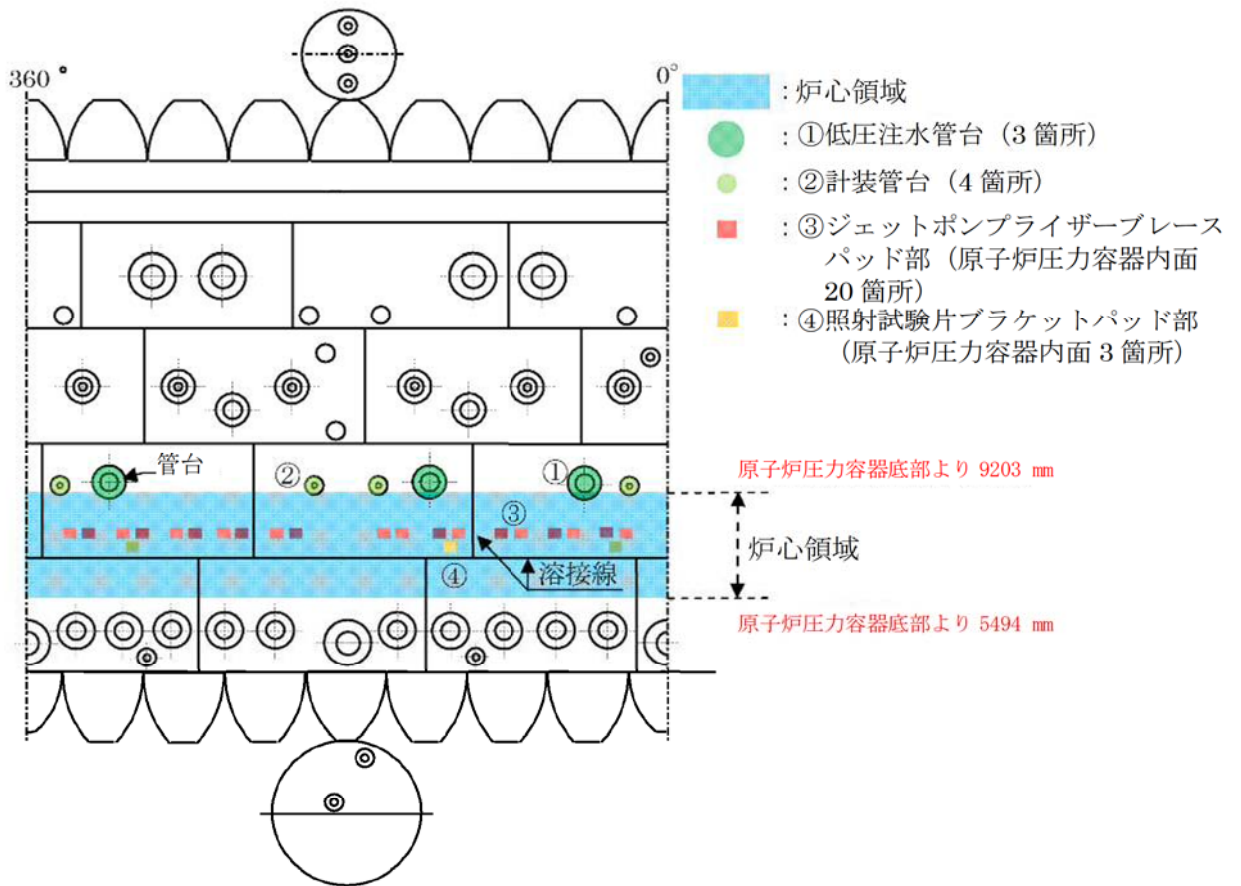 360°
0°
：炉心領域
：①低圧注水管台（3 箇所）
：②計装管台（4 箇所）
：③ジェットポンプライザーブレース
パッド部（原子炉圧力容器内面
20 箇所）
：④照射試験片ブラケットパッド部
（原子炉圧力容器内面 3 箇所）
管台
②
①
原子炉圧力容器底部より 9203 mm
③
炉心領域
④
溶接線
原子炉圧力容器底部より 5494 mm